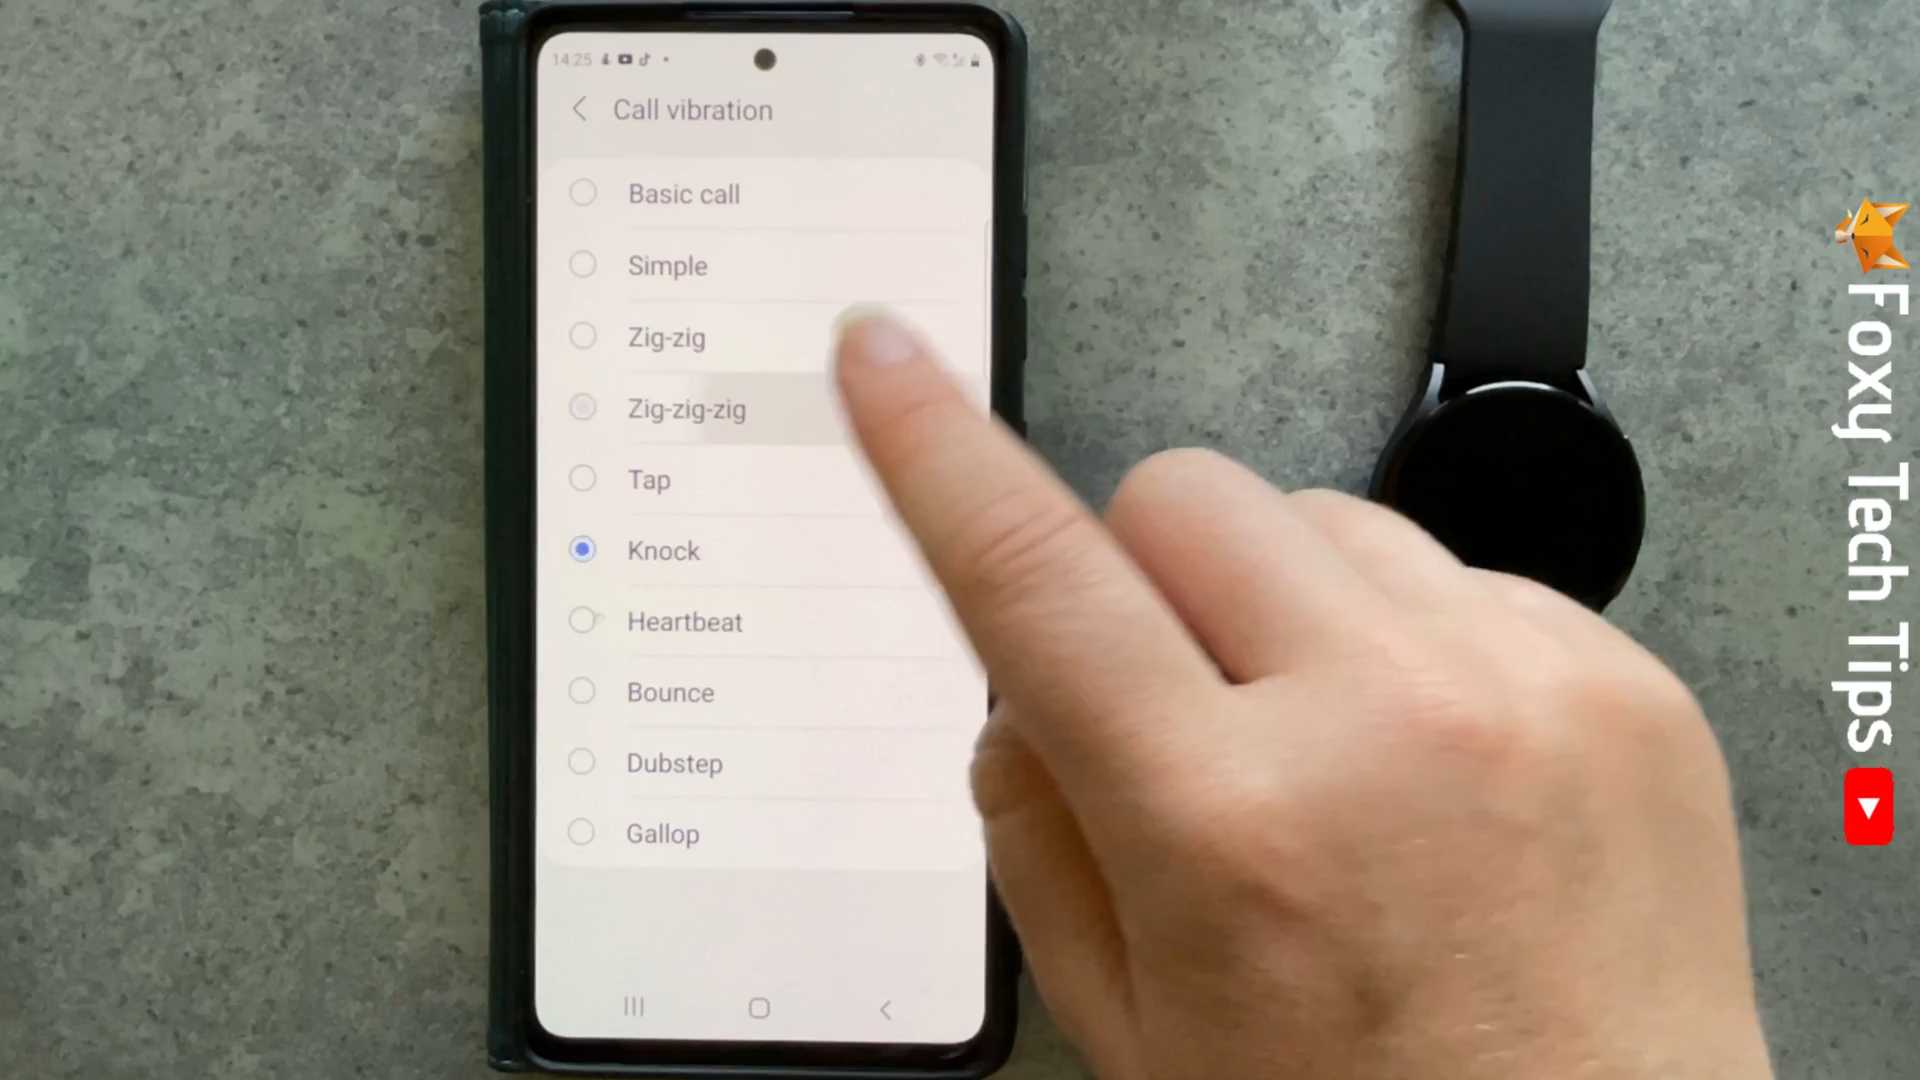 14:25
Call vibration
Basic call
Simple
Zig-zig
Zig-zig-zig
Tap
Knock
Heartbeat
Bounce
Dubstep
Gallop
Foxy Tech Tips